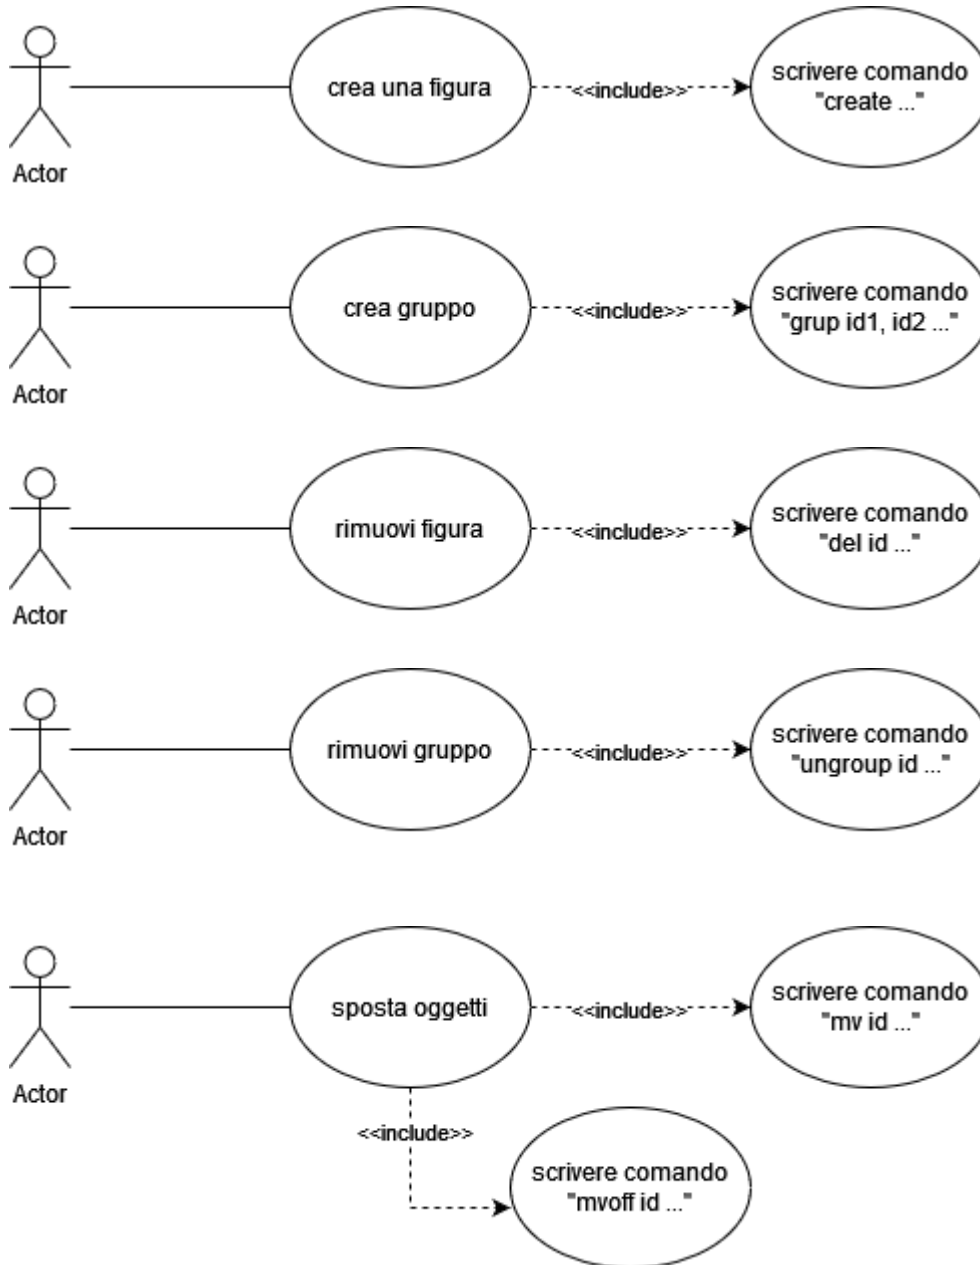 crea una figura
<<include>>
scrivere comando
"create ..."
Actor
crea gruppo
<<include>>
scrivere comando
"grup id1, id2 ..."
Actor
rimuovi figura
<<include>>
scrivere comando
"del id ..."
Actor
rimuovi gruppo
<<include>>
scrivere comando
"ungroup id ..."
Actor
sposta oggetti
<<include>>
scrivere comando
"mv id ..."
Actor
<<include>>
scrivere comando
"mvoff id ..."